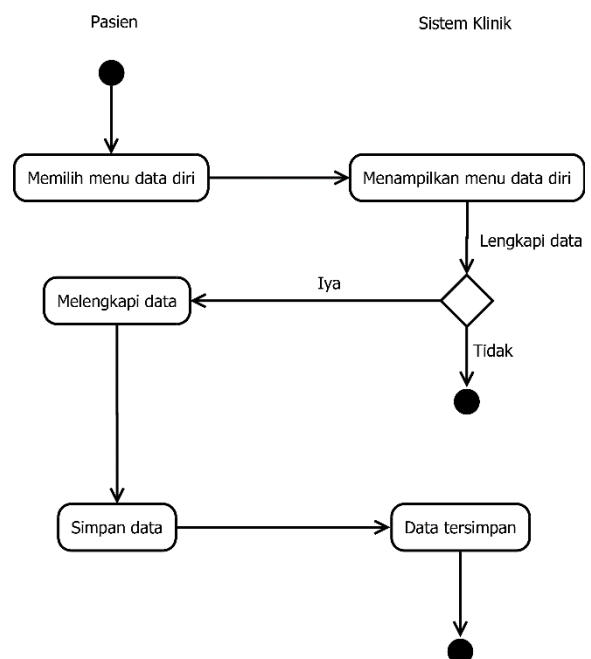 Pasien
Sistem Klinik
Memilih menu data diri
Menampilkan menu data diri
Lengkapi data
Iya
Melengkapi data
Tidak
Simpan data
Data tersimpan